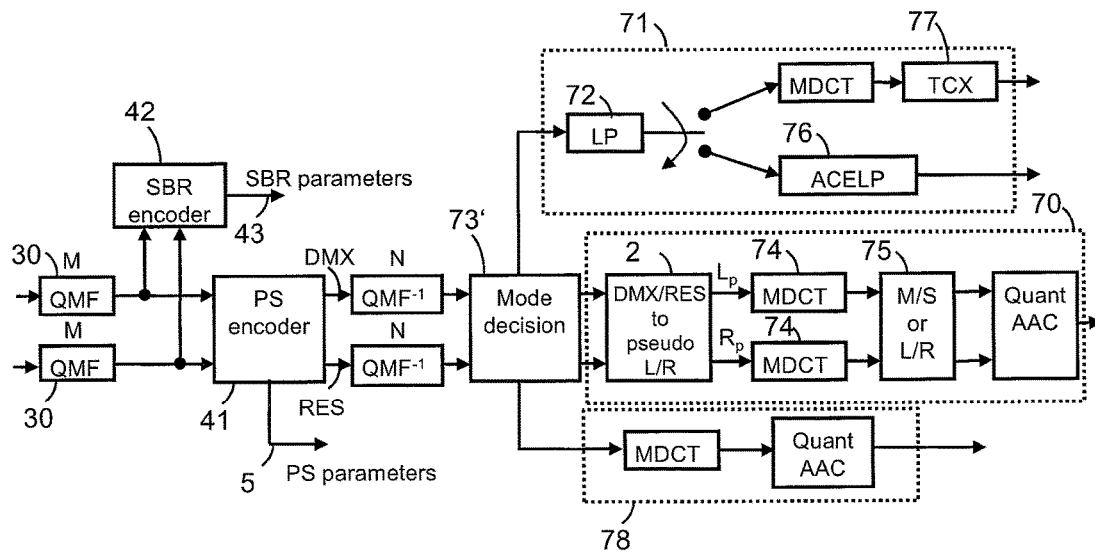 71
77
MDCT
TCX
72
LP
76
ACELP
42
SBR
encoder
SBR parameters
43
70
73‘
30
M
QMF
M
QMF
30
PS
encoder
41
DMX
N
QMF-1
N
QMF-1
RES
Mode
decision
2
DMX/RES
to
pseudo
L/R
Lp
Rp
74
MDCT
74
MDCT
75
M/S
or
L/R
Quant
AAC
5
PS parameters
MDCT
Quant
AAC
78